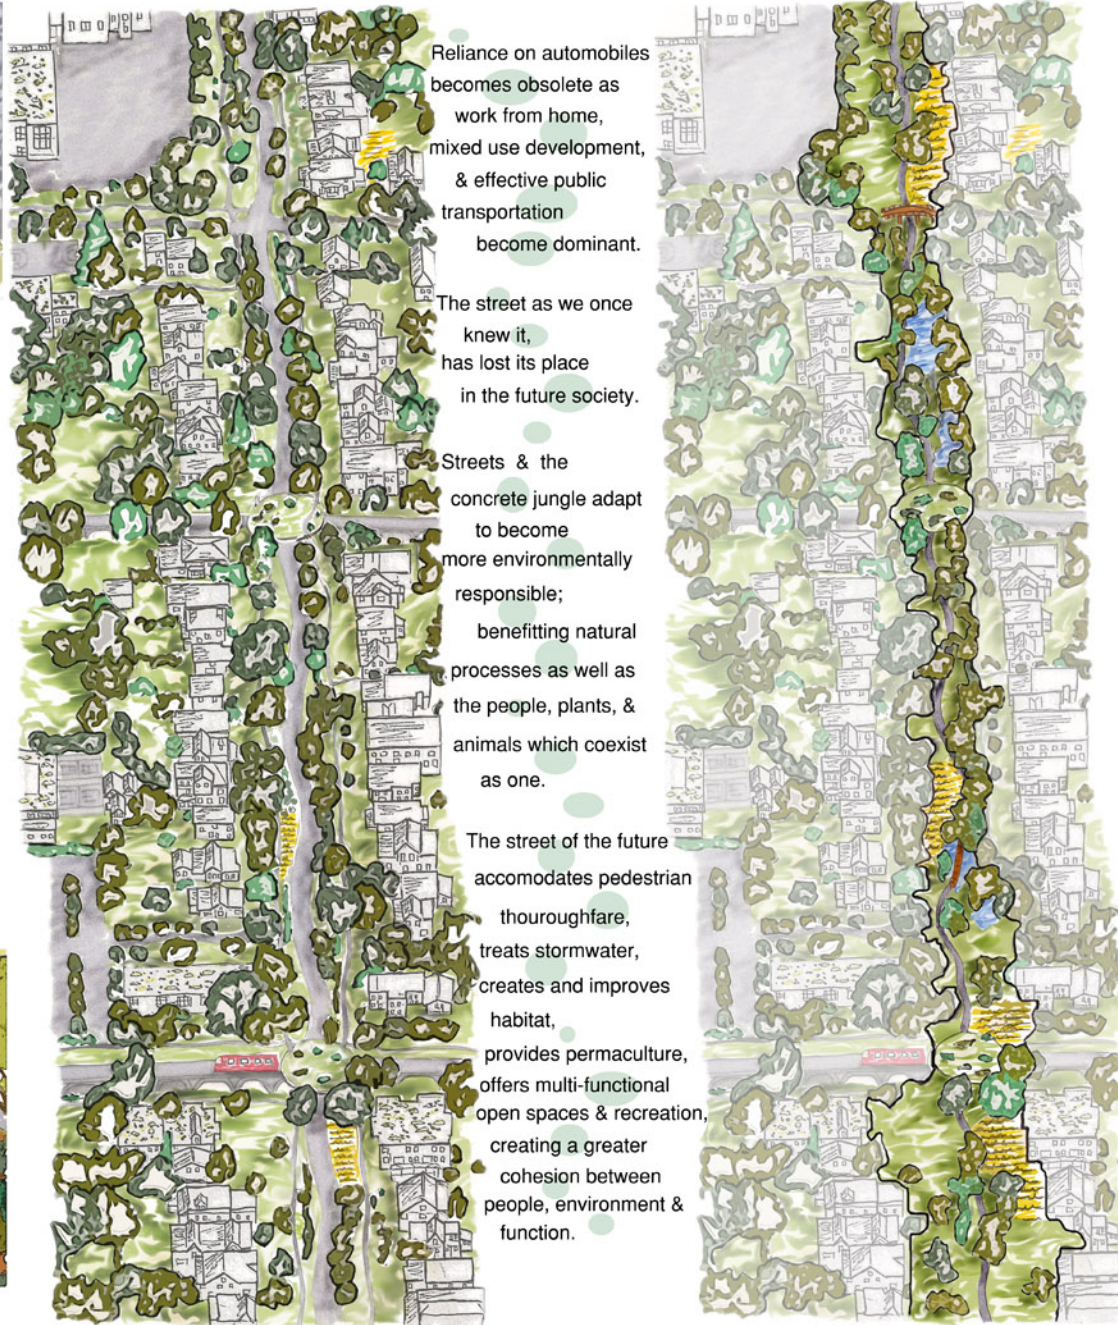 Reliance on automobiles
becomes obsolete as
work from home,
mixed use development,
& effective public
transportation
become dominant.
The street as we once
knew it,
has lost its place
in the future society.
Streets & the
concrete jungle adapt
to become
more environmentally
responsible;
benefitting natural
processes as well as
the people, plants, &
animals which coexist
as one.
The street of the future
accomodates pedestrian
thouroughfare,
treats stormwater,
creates and improves
habitat,
provides permaculture,
offers multi-functional
open spaces & recreation,
creating a greater
cohesion between
people, environment &
function.